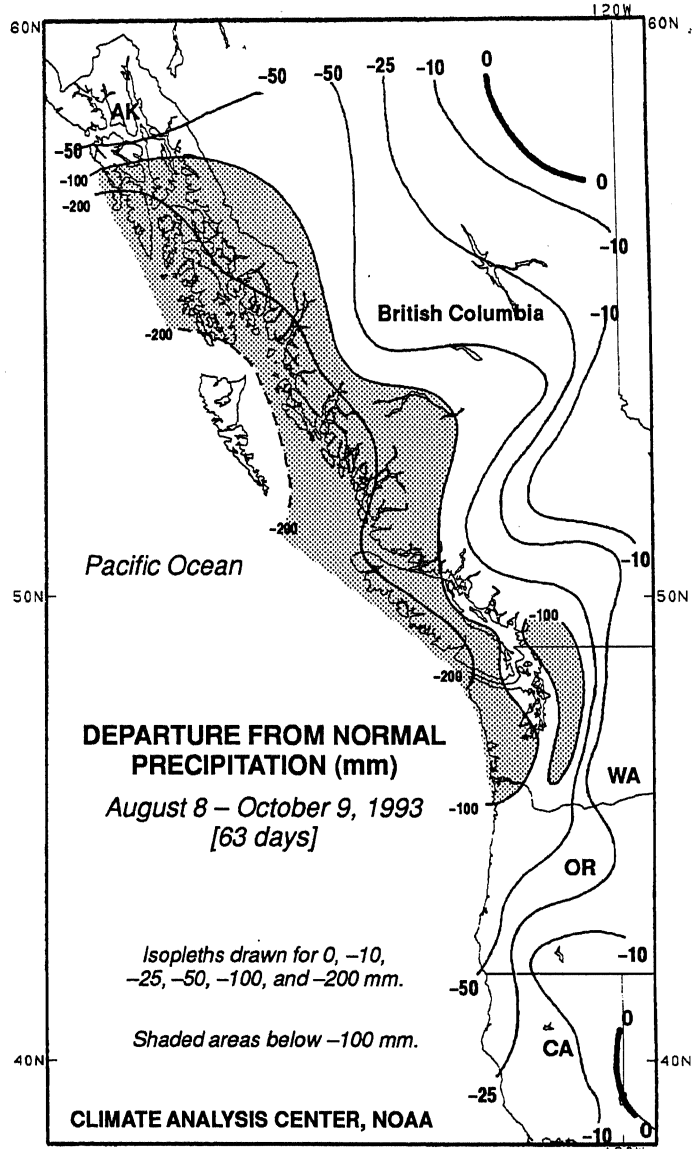 120W
60N
60N
-50
-50
-25
-10
0
AK
-50
-100
-200
0
-10
-10
British Columbia
-200
-200
Pacific Ocean
-10
50N
50N
-100
-200
DEPARTURE FROM NORMAL
PRECIPITATION (mm)
August 8 – October 9, 1993
[63 days]
WA
-100
OR
Isopleths drawn for 0, –10,
–25, –50, –100, and –200 mm.
-10
-50
0
Shaded areas below –100 mm.
CA
40N
40N
-25
CLIMATE ANALYSIS CENTER, NOAA
-10
0